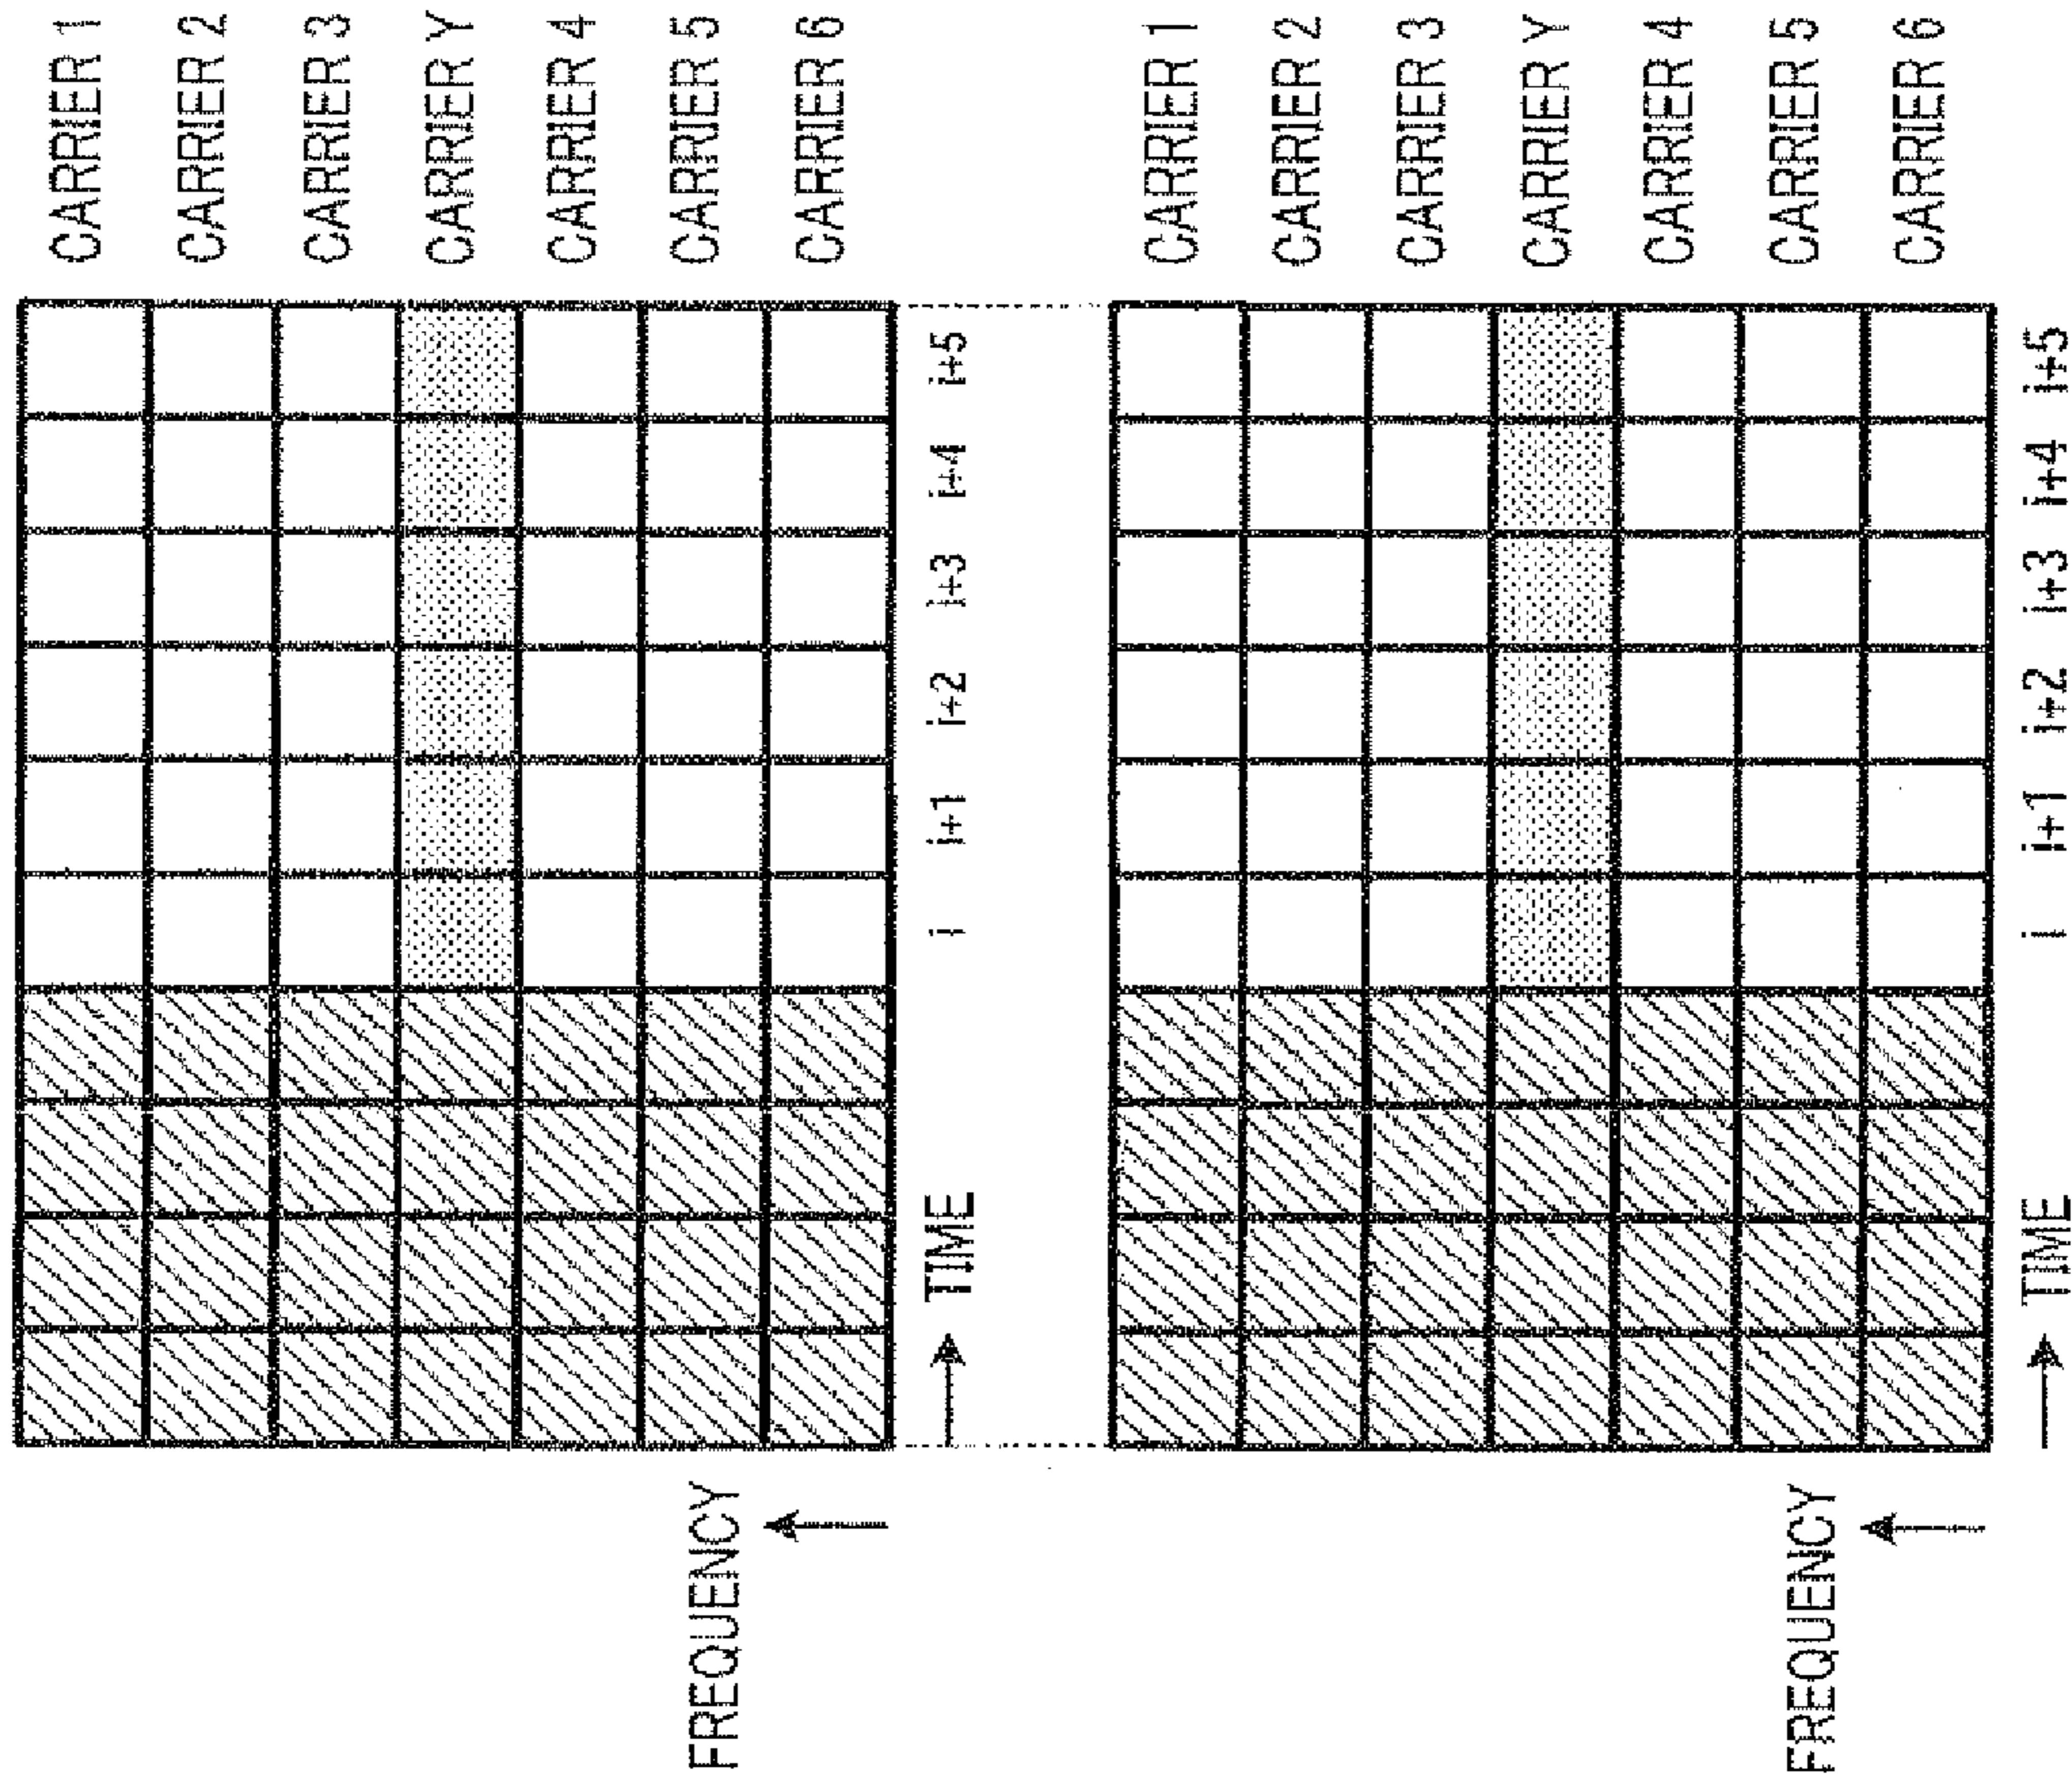 CARRIER 1
CARRIER 2
CARRIER 3
CARRIER Y
CARRIER 4
CARRIER 5
CARRIER 6
FREQUENCY
TIME
i i+1 i+2 i+3 i+4 i+5
CARRIER 1
CARRIER 2
CARRIER 3
CARRIER Y
CARRIER 4
CARRIER 5
CARRIER 6
FREQUENCY
TIME
i i+1 i+2 i+3 i+4 i+5